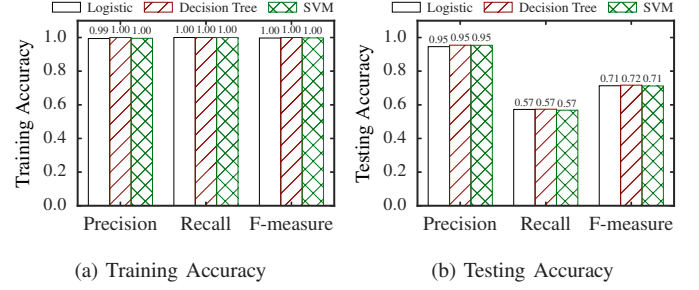 Logistic Decision Tree SVM
0.99 1.00 1.00 1.00 1.00 1.00 1.00 1.00 1.00
1.0
0.8
0.6
0.4
0.2
0.0
Training Accuracy
Precision Recall F-measure
(a) Training Accuracy
Logistic Decision Tree SVM
0.95 0.95 0.95 0.57 0.57 0.57 0.71 0.72 0.71
1.0
0.8
0.6
0.4
0.2
0.0
Testing Accuracy
Precision Recall F-measure
(b) Testing Accuracy